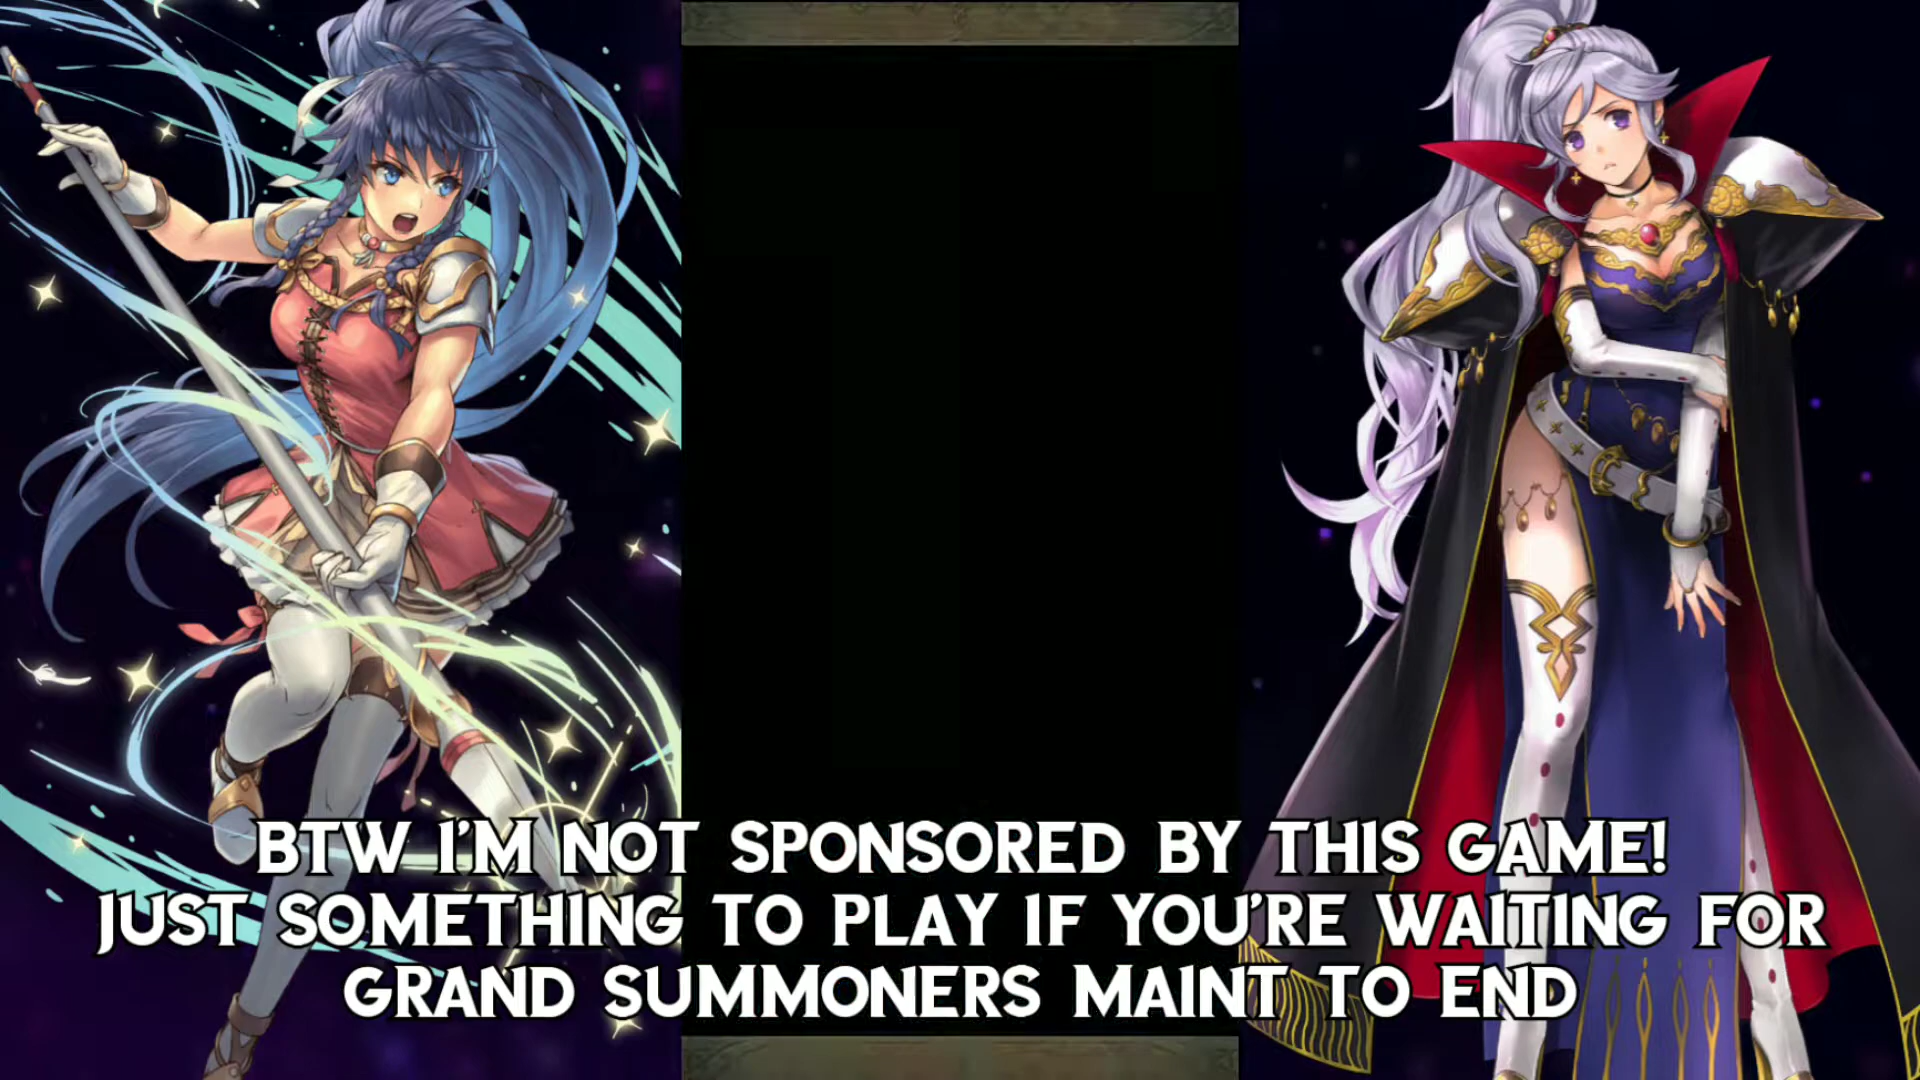 BTW I'M NOT SPONSORED BY THIS GAME!
JUST SOMETHING TO PLAY IF YOU'RE WAITING FOR
GRAND SUMMONERS MAINT TO END